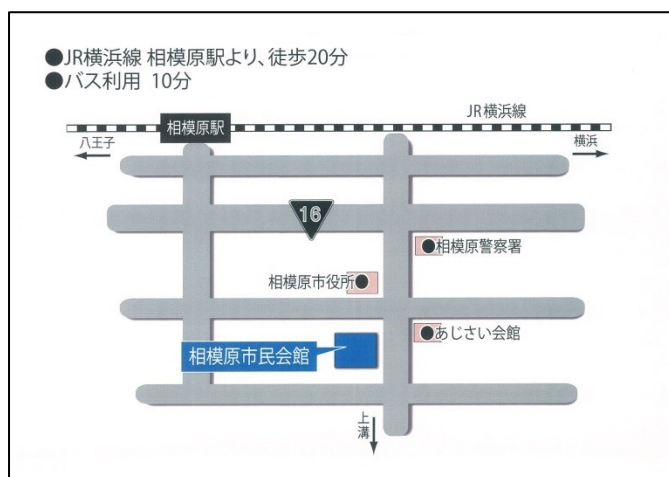 ●JR横浜線 相模原駅より、徒歩20分
●バス利用 10分
JR横浜線
相模原駅
八王子
横浜
16
相模原警察署
相模原市役所
あじさい会館
相模原市民会館
上溝